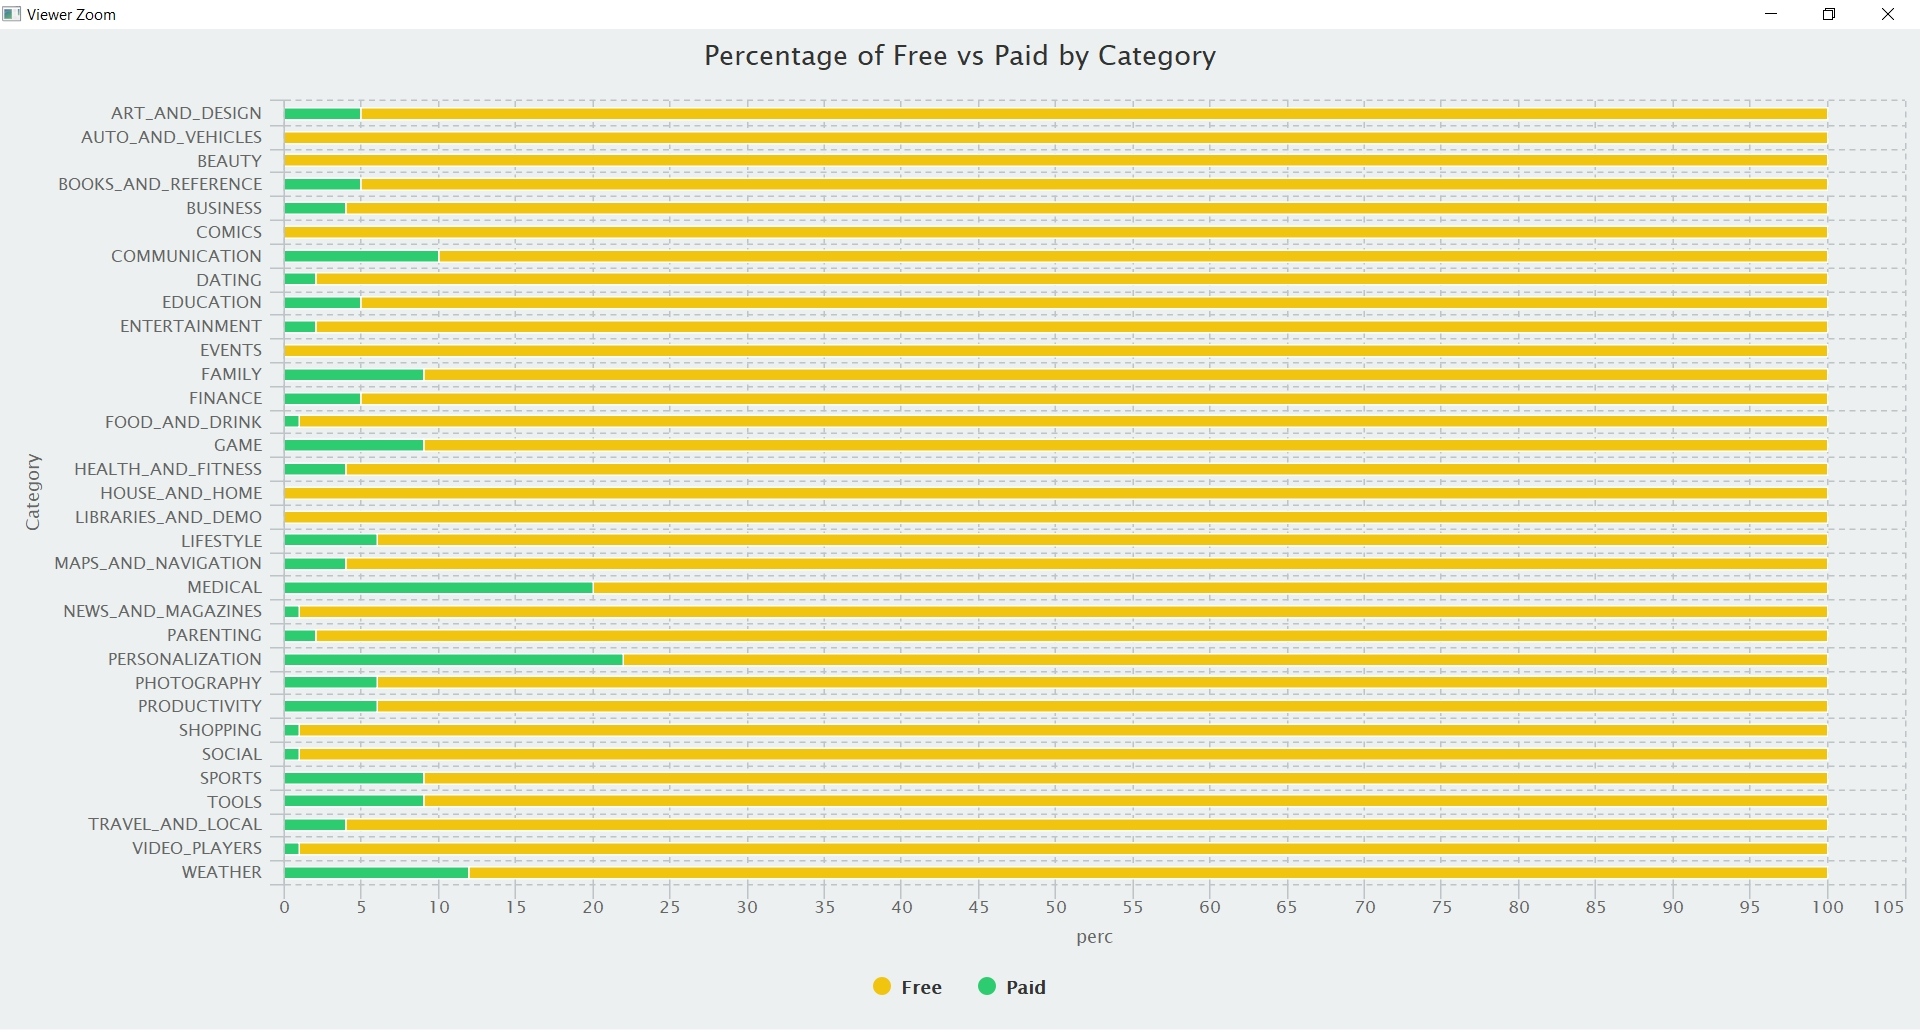 Viewer Zoom
Percentage of Free vs Paid by Category
Category
ART_AND_DESIGN
AUTO_AND_VEHICLES
BEAUTY
BOOKS_AND_REFERENCE
BUSINESS
COMICS
COMMUNICATION
DATING
EDUCATION
ENTERTAINMENT
EVENTS
FAMILY
FINANCE
FOOD_AND_DRINK
GAME
HEALTH_AND_FITNESS
HOUSE_AND_HOME
LIBRARIES_AND_DEMO
LIFESTYLE
MAPS_AND_NAVIGATION
MEDICAL
NEWS_AND_MAGAZINES
PARENTING
PERSONALIZATION
PHOTOGRAPHY
PRODUCTIVITY
SHOPPING
SOCIAL
SPORTS
TOOLS
TRAVEL_AND_LOCAL
VIDEO_PLAYERS
WEATHER
0 5 10 15 20 25 30 35 40 45 50 55 60 65 70 75 80 85 90 95 100 105
perc
Free Paid